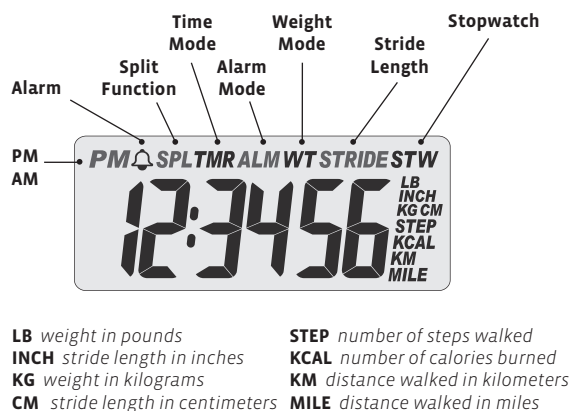 Time
Mode
Weight
Mode
Stopwatch
Split
Function
Alarm
Mode
Stride
Length
Alarm
PM
AM
PM SPL TMR ALM WT STRIDE STW
12:3456
LB
INCH
KG CM
STEP
KCAL
KM
MILE
LB weight in pounds
INCH stride length in inches
KG weight in kilograms
CM stride length in centimeters
STEP number of steps walked
KCAL number of calories burned
KM distance walked in kilometers
MILE distance walked in miles